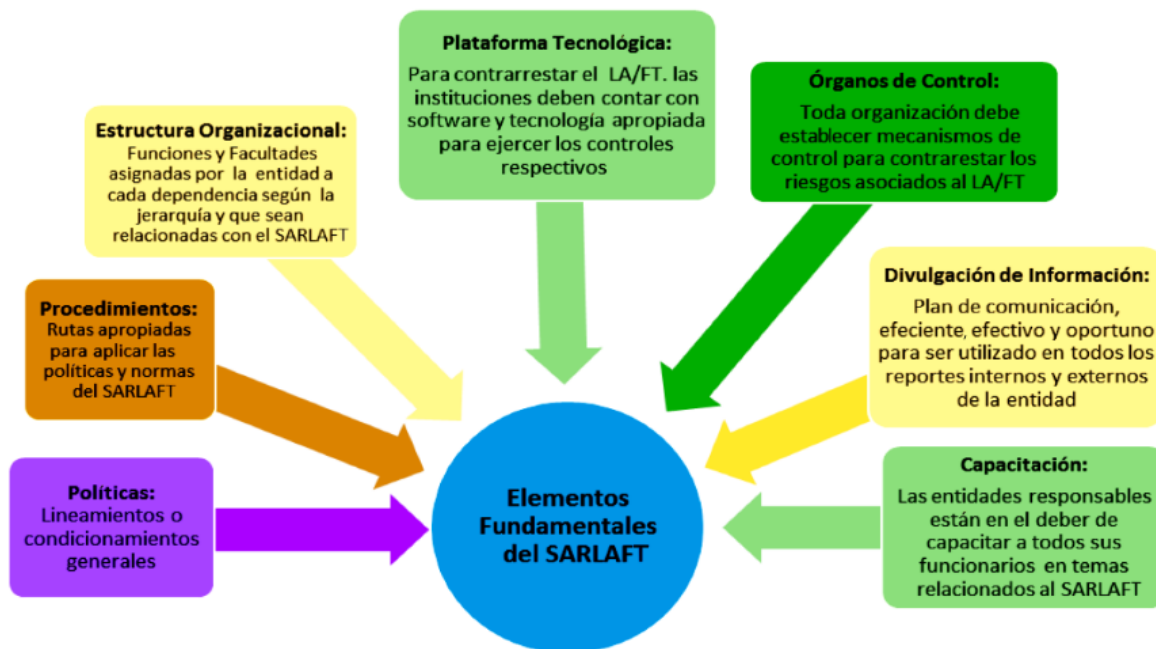 Plataforma Tecnológica:
Para contrarrestar el LA/FT. las
instituciones deben contar con
software y tecnología apropiada
para ejercer los controles
respectivos
Órganos de Control:
Toda organización debe
establecer mecanismos de
control para contrarestar los
riesgos asociados al LA/FT
Estructura Organizacional:
Funciones y Facultades
asignadas por la entidad a
cada dependencia según la
jerarquía y que sean
relacionadas con el SARLAFT
Divulgación de Información:
Plan de comunicación,
efeciente, efectivo y oportuno
para ser utilizado en todos los
reportes internos y externos
de la entidad
Procedimientos:
Rutas apropiadas
para aplicar las
políticas y normas
del SARLAFT
Políticas:
Lineamientos o
condicionamientos
generales
Elementos
Fundamentales
del SARLAFT
Capacitación:
Las entidades responsables
están en el deber de
capacitar a todos sus
funcionarios en temas
relacionados al SARLAFT